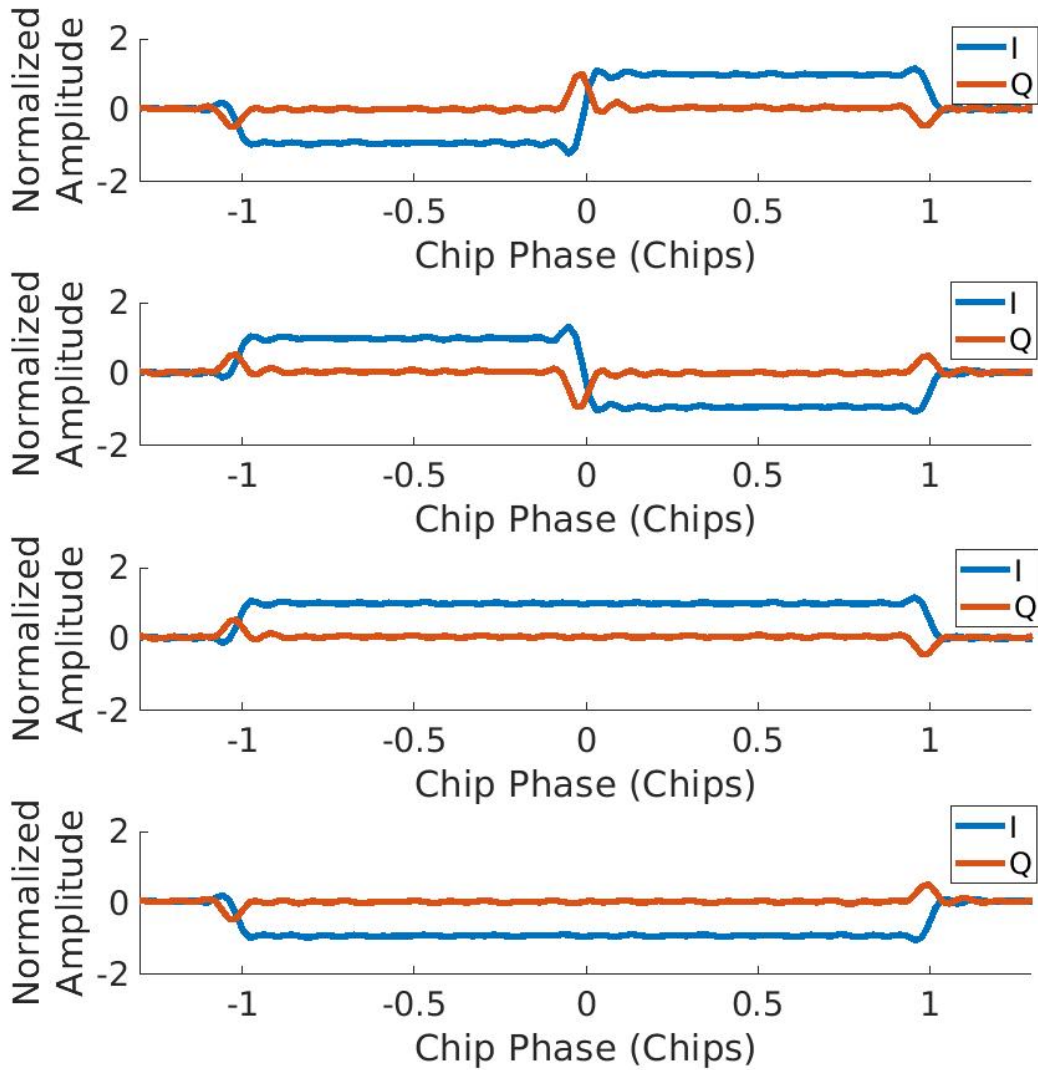 Normalized
Amplitude
2
0
-2
I
Q
-1 -0.5 0 0.5 1
Chip Phase (Chips)
Normalized
Amplitude
2
0
-2
I
Q
-1 -0.5 0 0.5 1
Chip Phase (Chips)
Normalized
Amplitude
2
0
-2
I
Q
-1 -0.5 0 0.5 1
Chip Phase (Chips)
Normalized
Amplitude
2
0
-2
I
Q
-1 -0.5 0 0.5 1
Chip Phase (Chips)